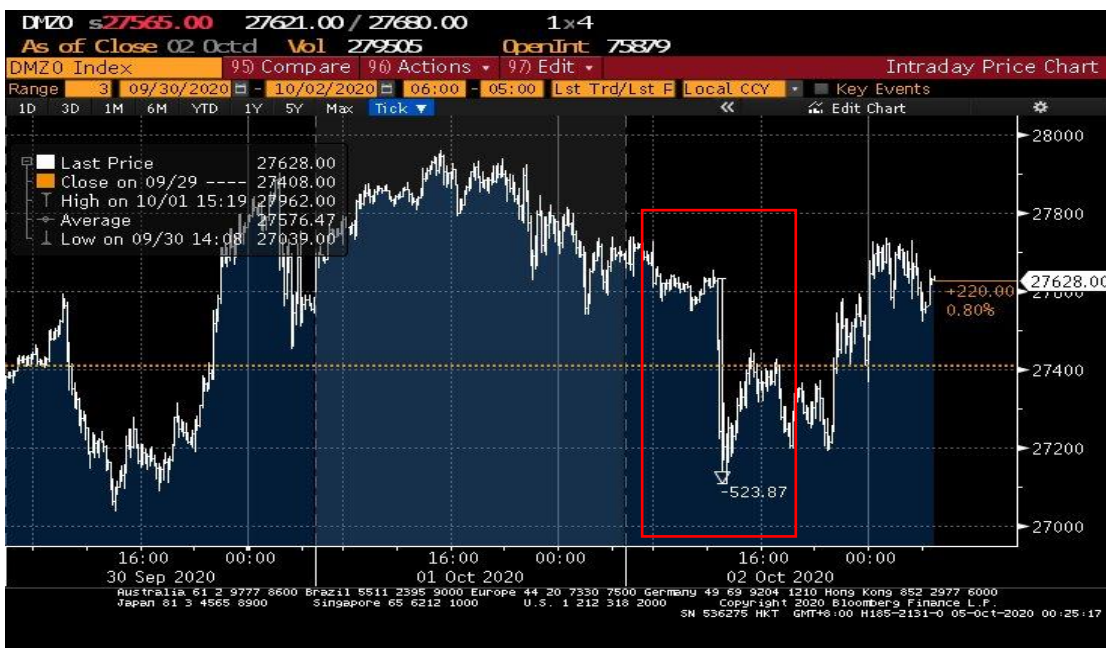 DMZ0 s27565.00 27621.00 / 27680.00 1×4
As of Close 02 Octd Vol 279505 OpenInt 75879
DMZ0 Index 95) Compare 96) Actions 97) Edit Intraday Price Chart
Range 3 09/30/2020 - 10/02/2020 06:00 - 05:00 Lst Trd/Lst P Local CCY Key Events
1D 3D 1M 6M YTD 1Y 5Y Max Tick ▼ « Edit Chart
28000
Last Price 27628.00
Close on 09/29 ---- 27408.00
High on 10/01 15:19 27962.00
Average 27576.47
Low on 09/30 14:08 27039.00
27800
27628.00
+220.00 27600
0.80%
27400
27200
-523.87
27000
16:00 00:00 16:00 00:00 16:00 00:00
30 Sep 2020 01 Oct 2020 02 Oct 2020
Australia 61 2 9777 8600 Brazil 5511 2395 9000 Europe 44 20 7330 7500 Germany 49 69 9204 1210 Hong Kong 852 2977 6000
Japan 81 3 4565 8900 Singapore 65 6212 1000 U.S. 1 212 318 2000 Copyright 2020 Bloomberg Finance L.P.
SN 536275 HKT GMT+8:00 H185-2131-0 05-Oct-2020 00:25:17